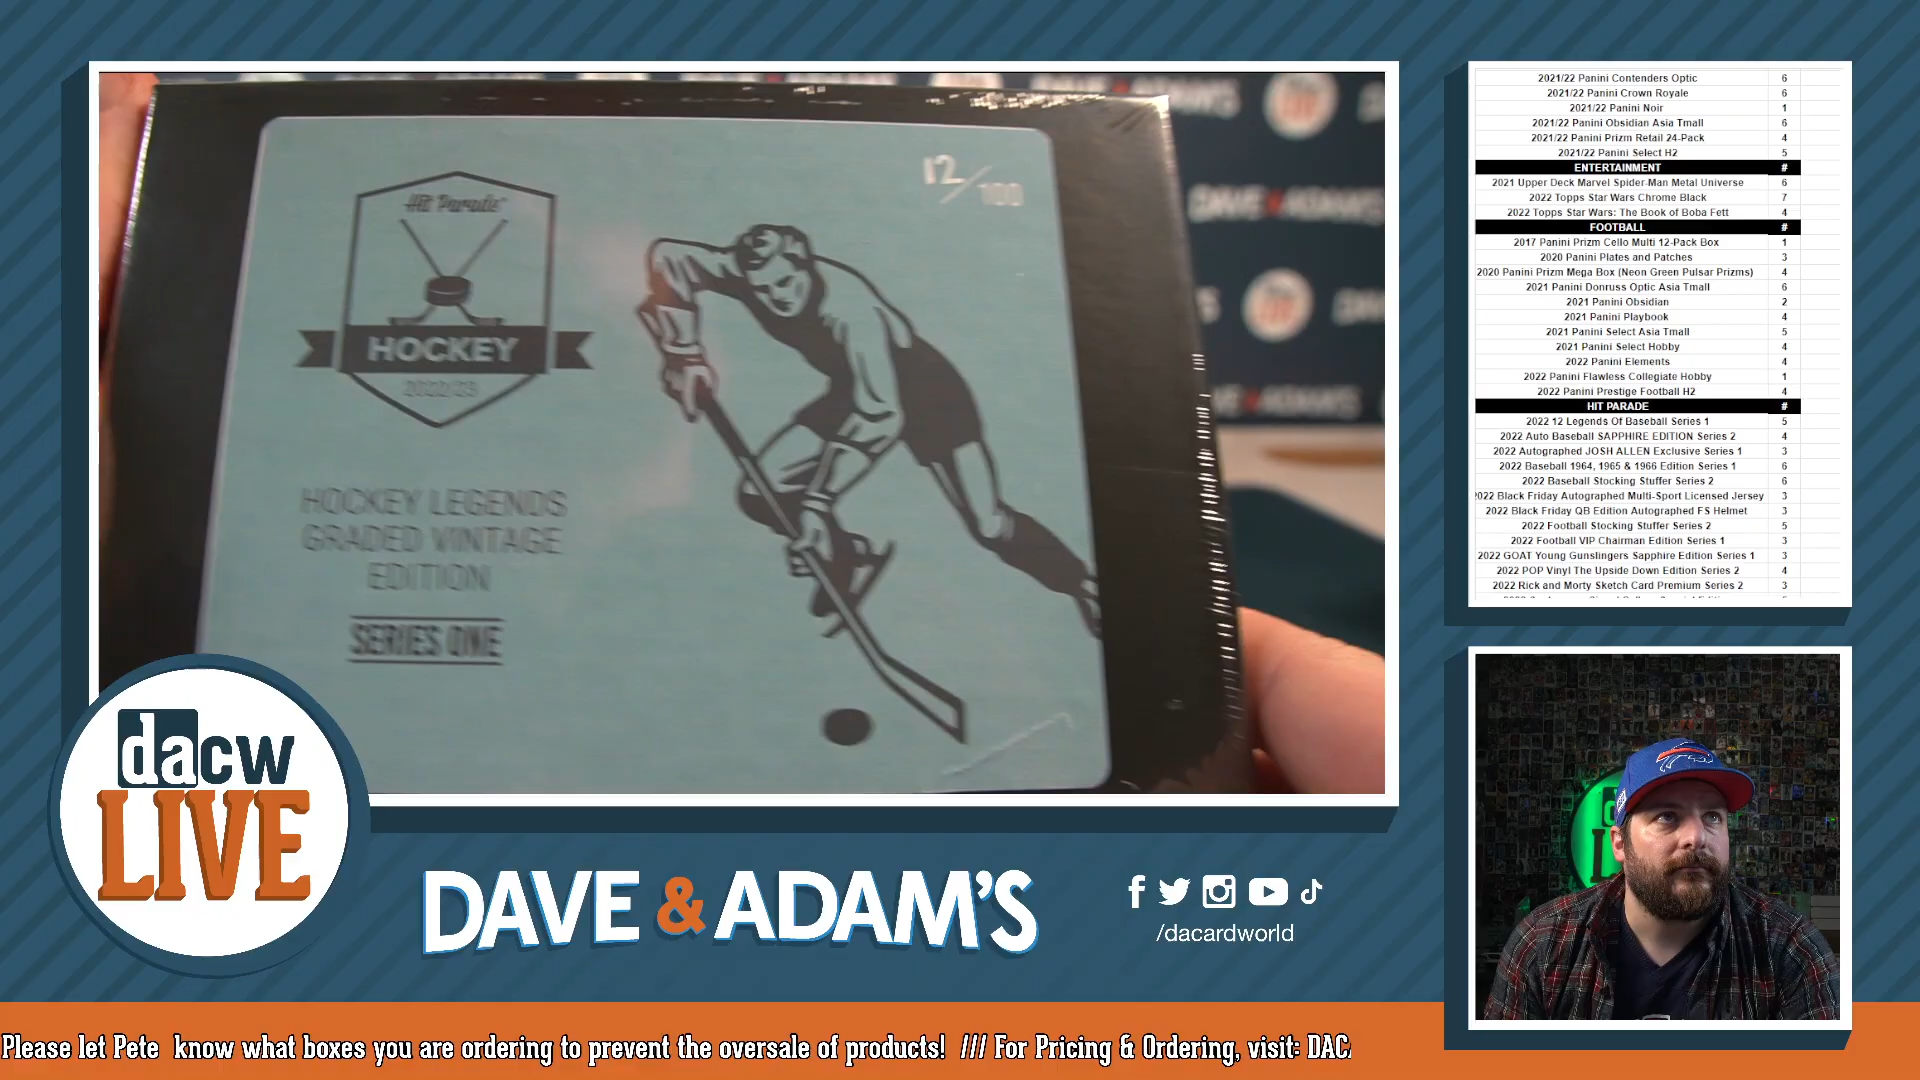 12/100
Hit Parade
HOCKEY
2022/23
HOCKEY LEGENDS
GRADED VINTAGE
EDITION
SERIES ONE
DAVE & ADAM'S
2021/22 Panini Contenders Optic 6
2021/22 Panini Crown Royale 6
2021/22 Panini Noir 1
2021/22 Panini Obsidian Asia Tmall 6
2021/22 Panini Prizm Retail 24-Pack 4
2021/22 Panini Select H2 5
ENTERTAINMENT #
2021 Upper Deck Marvel Spider-Man Metal Universe 6
2022 Topps Star Wars Chrome Black 7
2022 Topps Star Wars: The Book of Boba Fett 4
FOOTBALL #
2017 Panini Prizm Cello Multi 12-Pack Box 1
2020 Panini Plates and Patches 3
2020 Panini Prizm Mega Box (Neon Green Pulsar Prizms) 4
2021 Panini Donruss Optic Asia Tmall 6
2021 Panini Obsidian 2
2021 Panini Playbook 4
2021 Panini Select Asia Tmall 5
2021 Panini Select Hobby 4
2022 Panini Elements 4
2022 Panini Flawless Collegiate Hobby 1
2022 Panini Prestige Football H2 4
HIT PARADE #
2022 12 Legends Of Baseball Series 1 5
2022 Auto Baseball SAPPHIRE EDITION Series 2 4
2022 Autographed JOSH ALLEN Exclusive Series 1 3
2022 Baseball 1964, 1965 & 1966 Edition Series 1 6
2022 Baseball Stocking Stuffer Series 2 6
2022 Black Friday Autographed Multi-Sport Licensed Jersey 3
2022 Black Friday QB Edition Autographed FS Helmet 3
2022 Football Stocking Stuffer Series 2 5
2022 Football VIP Chairman Edition Series 1 3
2022 GOAT Young Gunslingers Sapphire Edition Series 1 3
2022 POP Vinyl The Upside Down Edition Series 2 4
2022 Rick and Morty Sketch Card Premium Series 2 3
dacw
LIVE
DAVE & ADAM'S
/dacardworld
Please let Pete know what boxes you are ordering to prevent the oversale of products! /// For Pricing & Ordering, visit: DAC